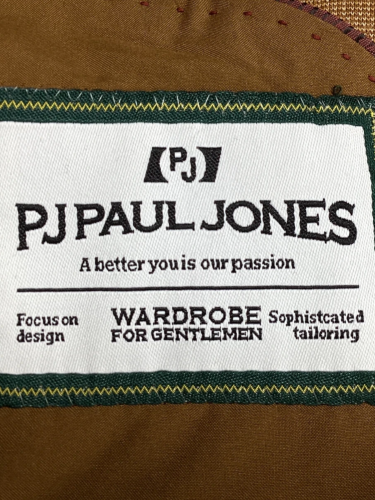 PJ
PJ PAUL JONES
A better you is our passion
Focus on
design
WARDROBE
FOR GENTLEMEN
Sophistcated
tailoring